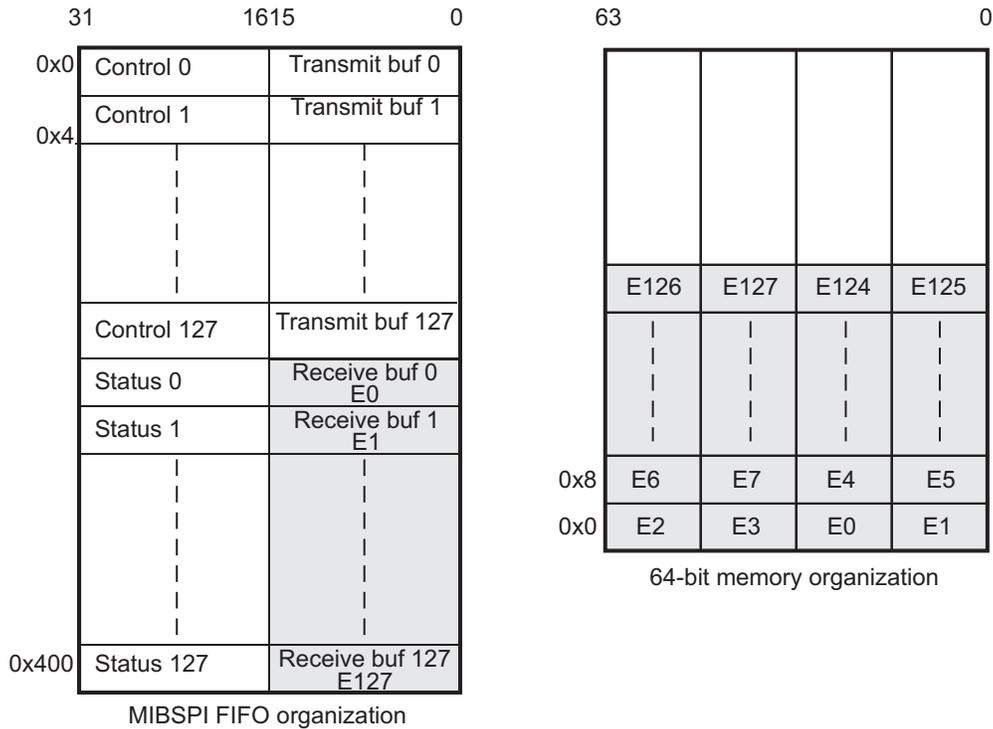 31 1615 0
0x0 Control 0 Transmit buf 0
Control 1 Transmit buf 1
0x4
Control 127 Transmit buf 127
Status 0 Receive buf 0
E0
Status 1 Receive buf 1
E1
0x400 Status 127 Receive buf 127
E127
MIBSPI FIFO organization
63 0
E126 E127 E124 E125
0x8 E6 E7 E4 E5
0x0 E2 E3 E0 E1
64-bit memory organization